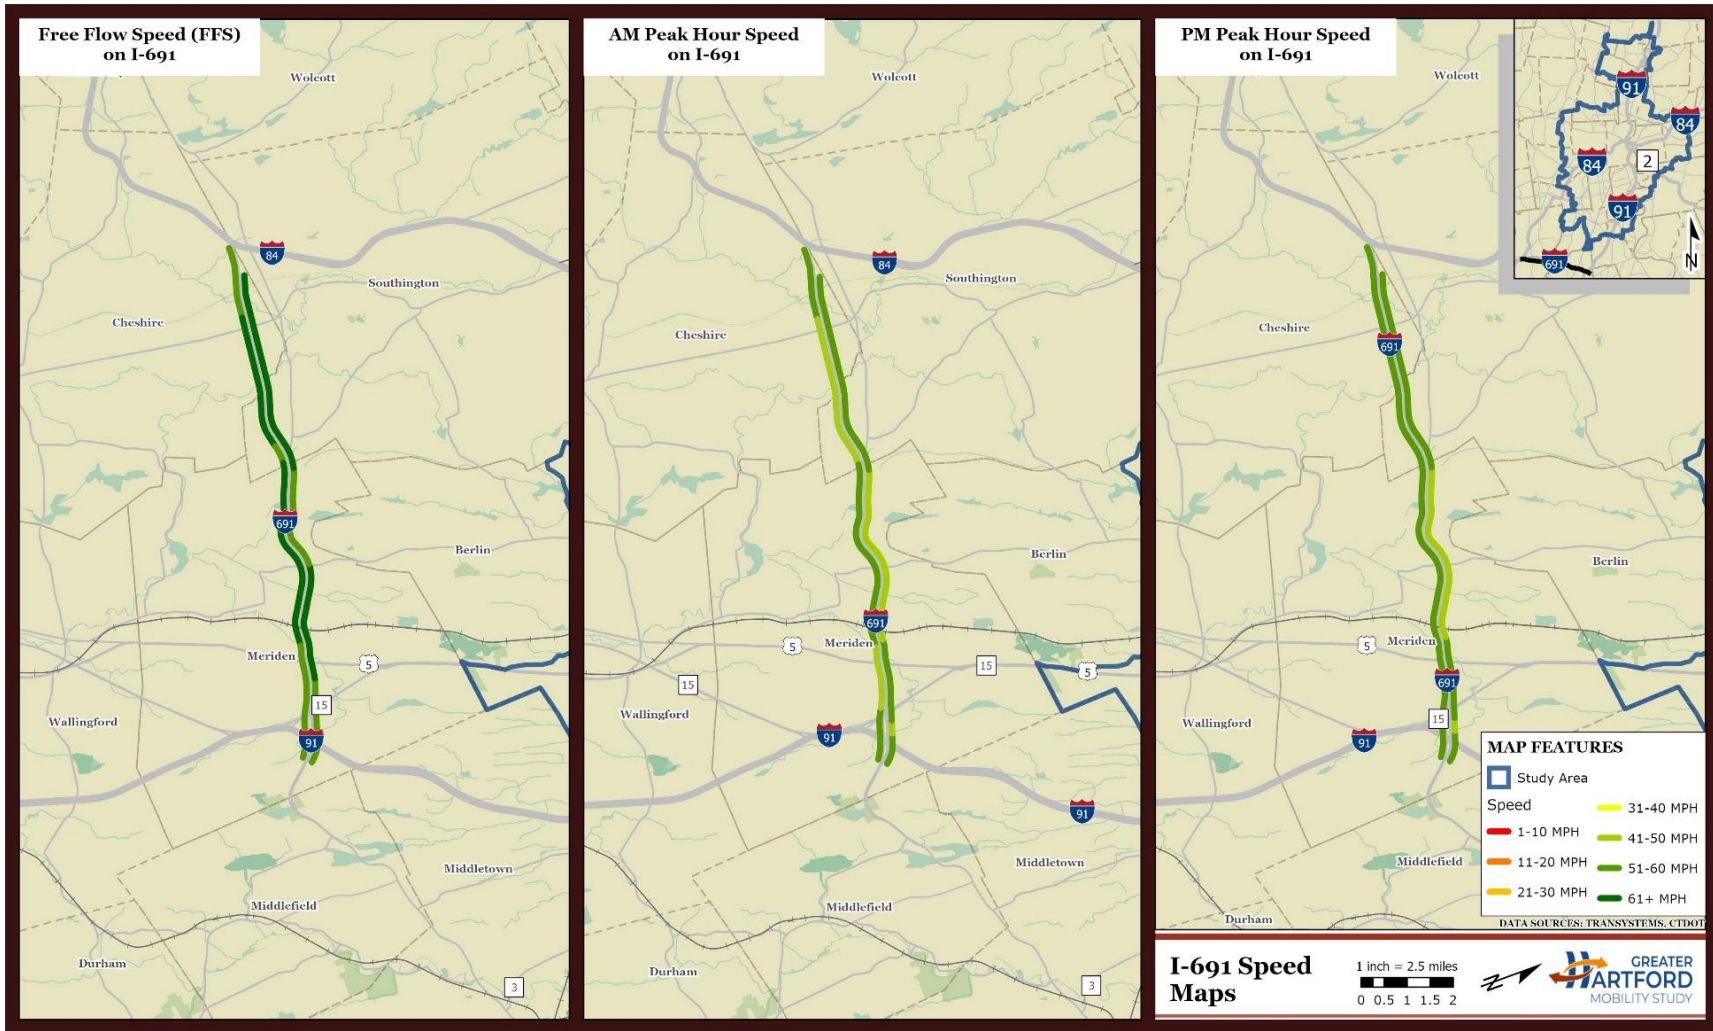 Free Flow Speed (FFS)
on I-691
Wolcott
84
Southington
Cheshire
691
Berlin
Meriden
5
15
Wallingford
91
Middletown
Middlefield
Durham
3
AM Peak Hour Speed
on I-691
Wolcott
84
Southington
Cheshire
Berlin
691
Meriden
5
15
5
15
Wallingford
91
91
Middletown
Middlefield
Durham
3
PM Peak Hour Speed
on I-691
Wolcott
91
84
84
2
91
691
N
Cheshire
691
Berlin
Meriden
5
691
15
Wallingford
91
Middlefield
Durham
MAP FEATURES
Study Area
Speed
1-10 MPH
11-20 MPH
21-30 MPH
31-40 MPH
41-50 MPH
51-60 MPH
61+ MPH
DATA SOURCES: TRANSYSTEMS, CTDOT
I-691 Speed
Maps
1 inch = 2.5 miles
0 0.5 1 1.5 2
N
GREATER
HARTFORD
MOBILITY STUDY